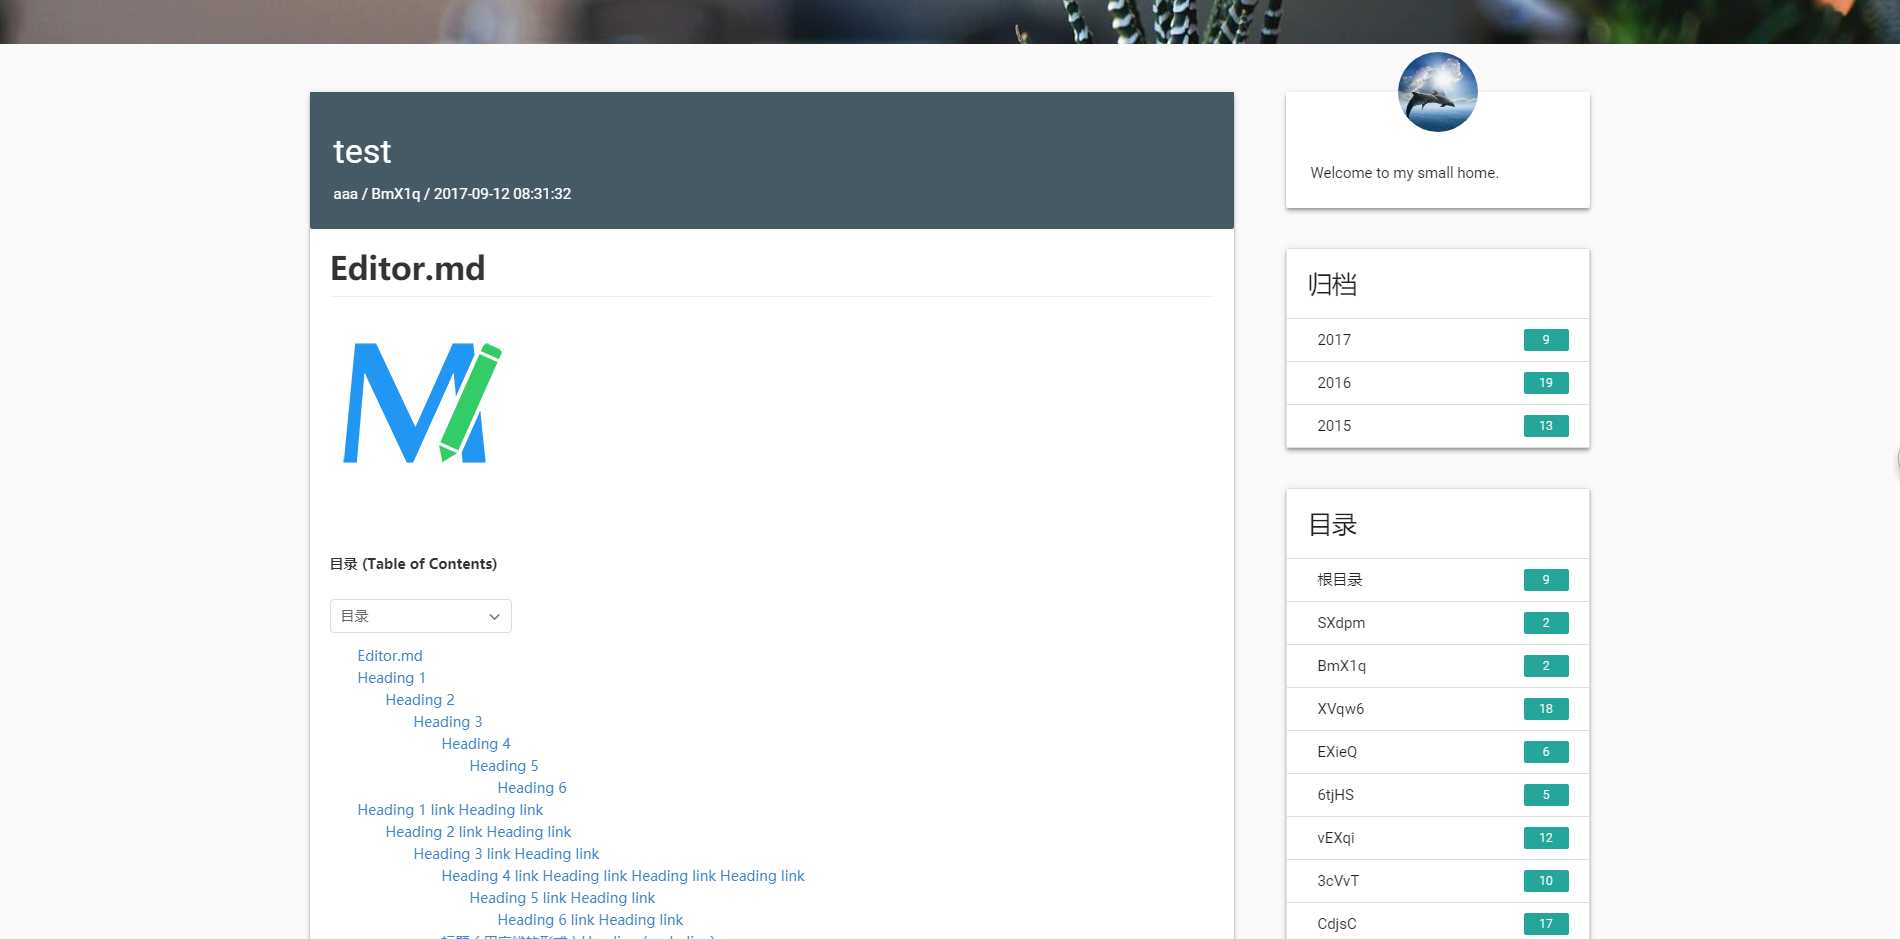 test
aaa / BmX1q / 2017-09-12 08:31:32
Editor.md
目录 (Table of Contents)
目录
Editor.md
Heading 1
Heading 2
Heading 3
Heading 4
Heading 5
Heading 6
Heading 1 link Heading link
Heading 2 link Heading link
Heading 3 link Heading link
Heading 4 link Heading link Heading link Heading link
Heading 5 link Heading link
Heading 6 link Heading link
Welcome to my small home.
归档
2017 9
2016 19
2015 13
目录
根目录 9
SXdpm 2
BmX1q 2
XVqw6 18
EXieQ 6
6tjHS 5
vEXqi 12
3cVvT 10
CdjsC 17